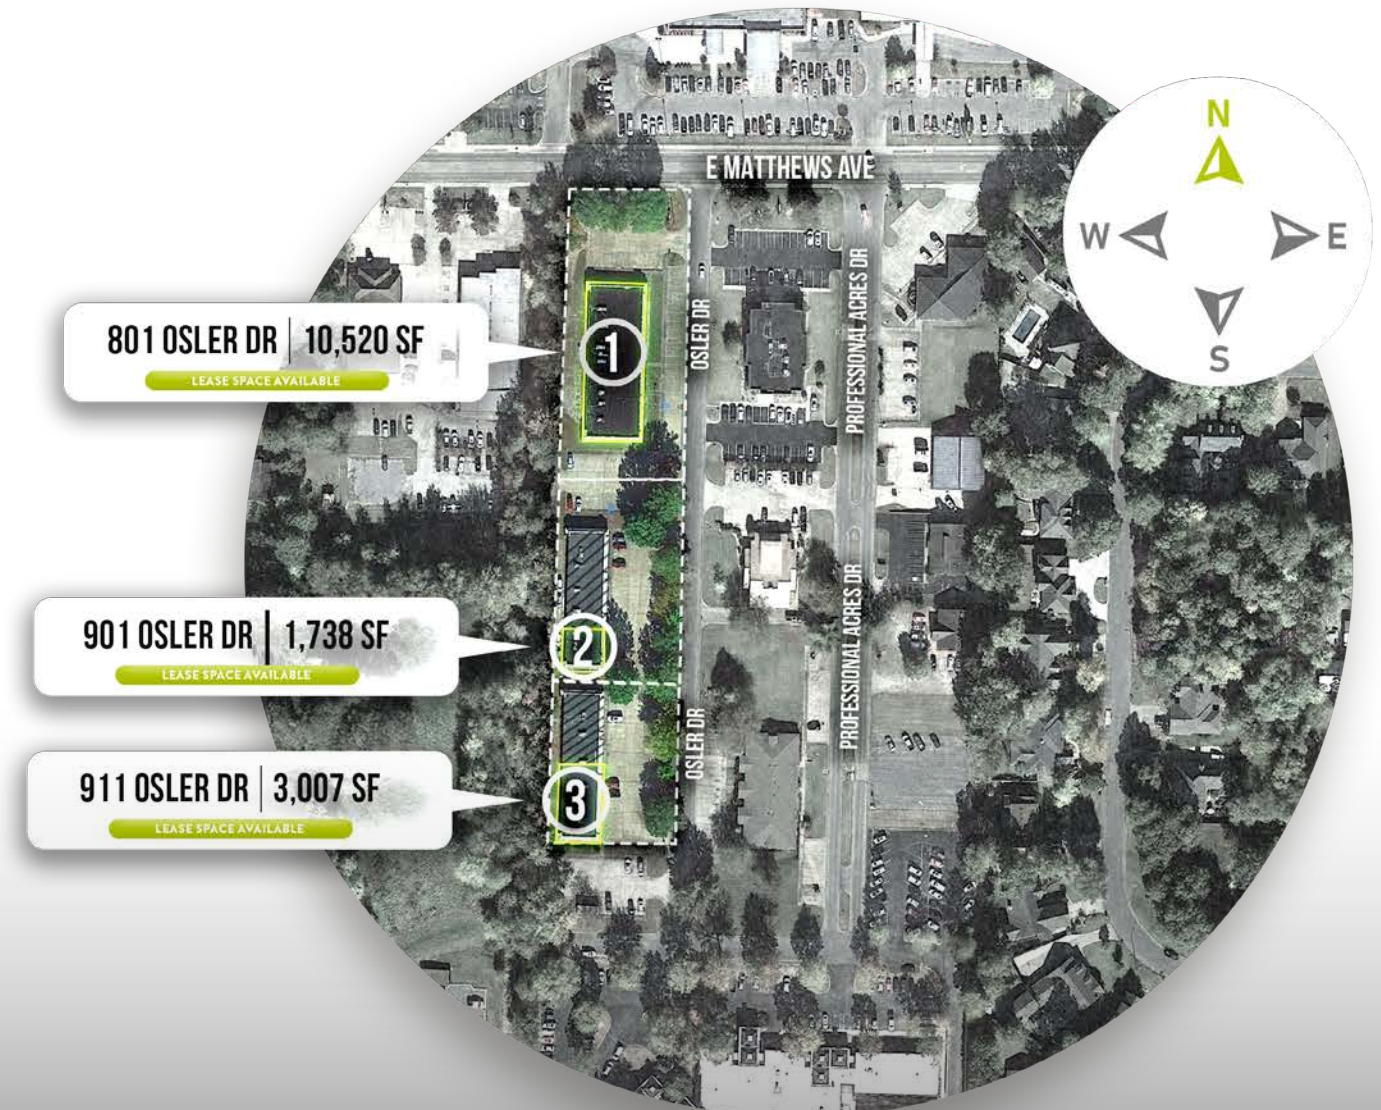 N
W E
S
E MATTHEWS AVE
801 OSLER DR | 10,520 SF
LEASE SPACE AVAILABLE
1
OSLER DR
PROFESSIONAL ACRES DR
901 OSLER DR | 1,738 SF
LEASE SPACE AVAILABLE
2
OSLER DR
PROFESSIONAL ACRES DR
911 OSLER DR | 3,007 SF
LEASE SPACE AVAILABLE
3